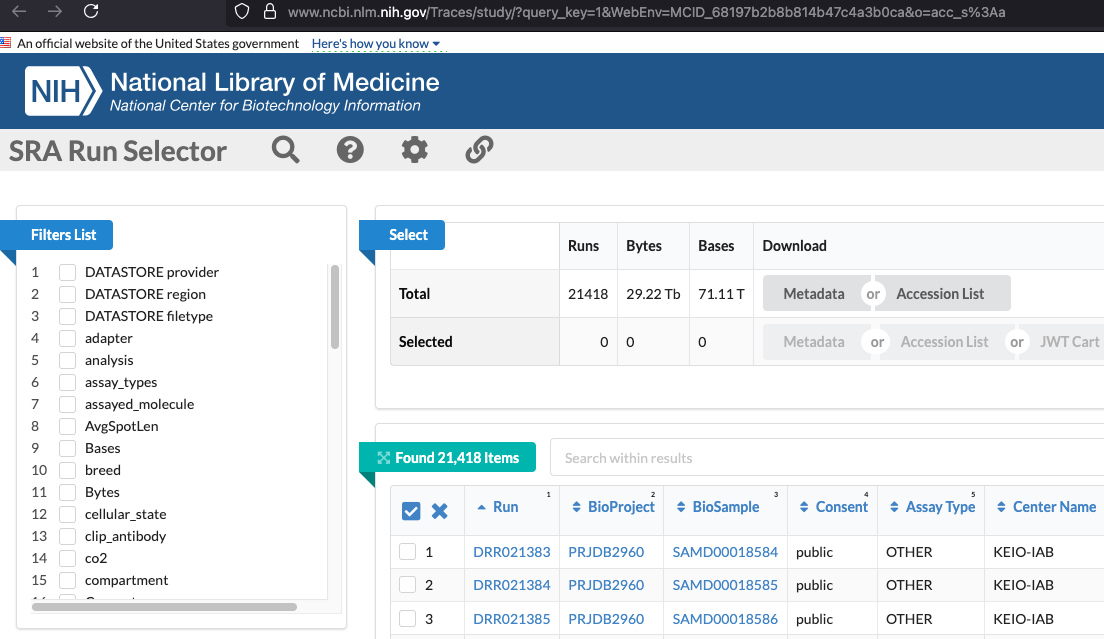 www.ncbi.nlm.nih.gov/Traces/study/?query_key=1&WebEnv=MCID_68197b2b8b814b47c4a3b0ca&o=acc_s%3Aa
An official website of the United States government Here's how you know
NIH National Library of Medicine
National Center for Biotechnology Information
SRA Run Selector
Filters List
1 DATASTORE provider
2 DATASTORE region
3 DATASTORE filetype
4 adapter
5 analysis
6 assay_types
7 assayed_molecule
8 AvgSpotLen
9 Bases
10 breed
11 Bytes
12 cellular_state
13 clip_antibody
14 co2
15 compartment
Select
Runs Bytes Bases Download
Total 21418 29.22 Tb 71.11 T Metadata or Accession List
Selected 0 0 0 Metadata or Accession List or JWT Cart
Found 21,418 Items Search within results
Run 1 BioProject 2 BioSample 3 Consent 4 Assay Type 5 Center Name
1 DRR021383 PRJDB2960 SAMD00018584 public OTHER KEIO-IAB
2 DRR021384 PRJDB2960 SAMD00018585 public OTHER KEIO-IAB
3 DRR021385 PRJDB2960 SAMD00018586 public OTHER KEIO-IAB